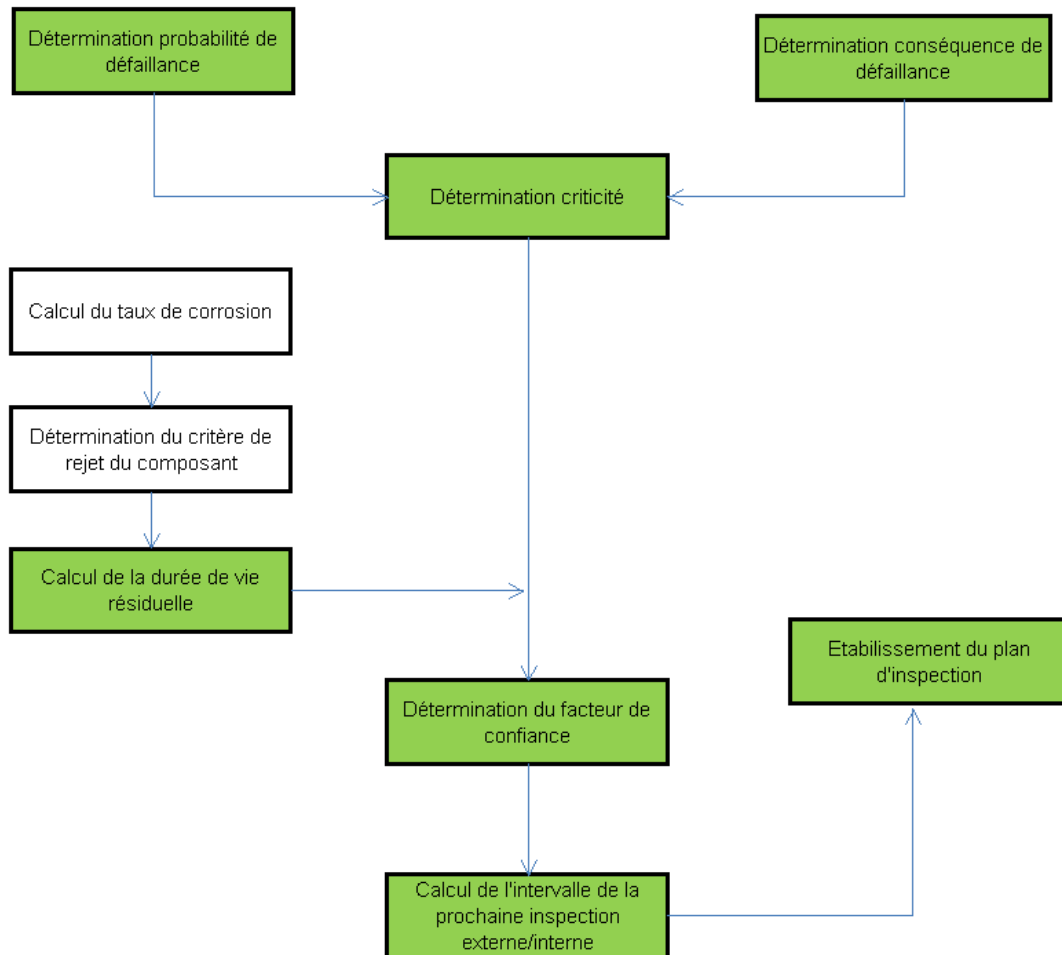 Détermination probabilité de
défaillance
Détermination conséquence de
défaillance
Détermination criticité
Calcul du taux de corrosion
Détermination du critère de
rejet du composant
Calcul de la durée de vie
résiduelle
Etabilissement du plan
d'inspection
Détermination du facteur de
confiance
Calcul de l'intervalle de la
prochaine inspection
externe/interne